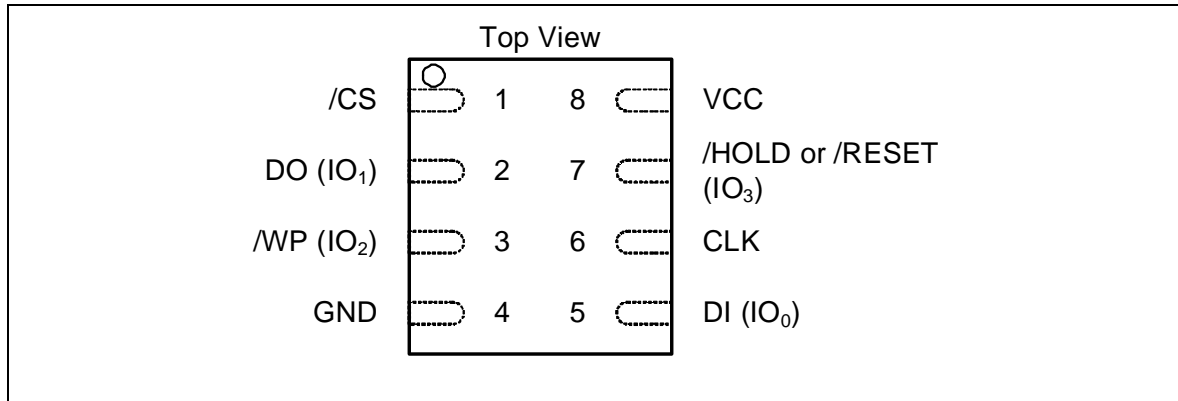 Top View
/CS 1 8 VCC
DO (IO₁) 2 7 /HOLD or /RESET
(IO₃)
/WP (IO₂) 3 6 CLK
GND 4 5 DI (IO₀)